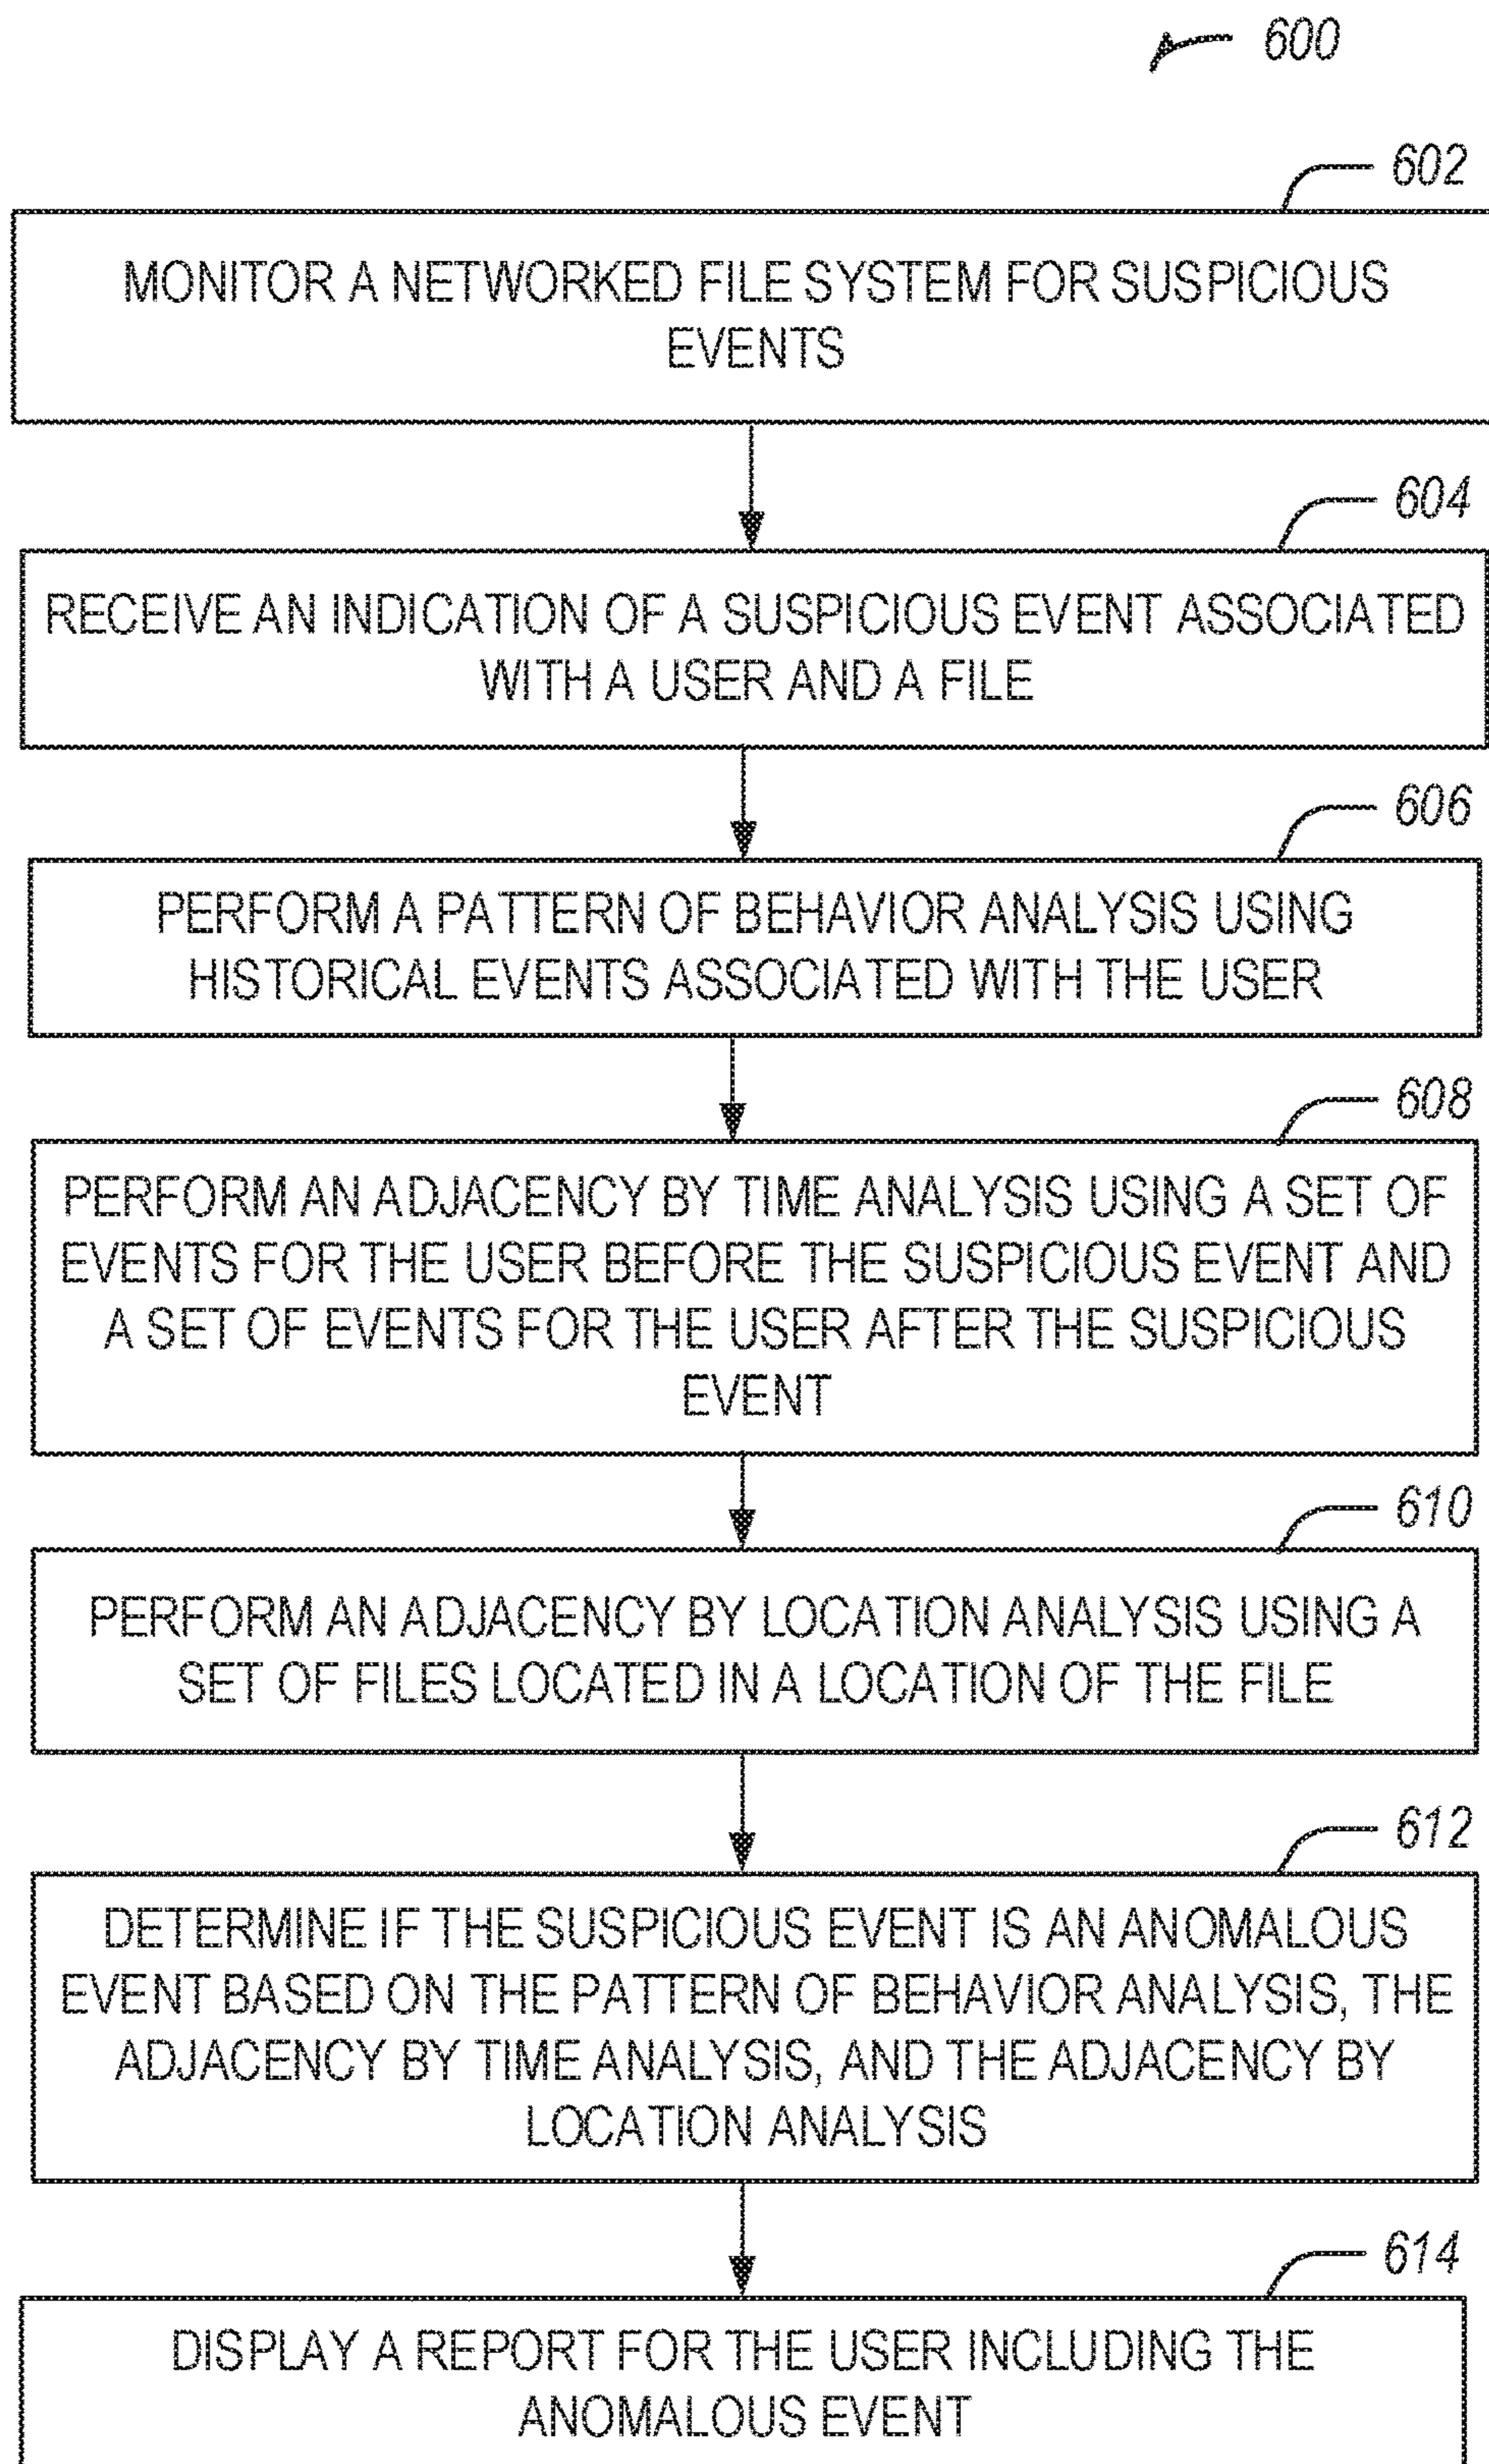 600
602
MONITOR A NETWORKED FILE SYSTEM FOR SUSPICIOUS
EVENTS
604
RECEIVE AN INDICATION OF A SUSPICIOUS EVENT ASSOCIATED
WITH A USER AND A FILE
606
PERFORM A PATTERN OF BEHAVIOR ANALYSIS USING
HISTORICAL EVENTS ASSOCIATED WITH THE USER
608
PERFORM AN ADJACENCY BY TIME ANALYSIS USING A SET OF
EVENTS FOR THE USER BEFORE THE SUSPICIOUS EVENT AND
A SET OF EVENTS FOR THE USER AFTER THE SUSPICIOUS
EVENT
610
PERFORM AN ADJACENCY BY LOCATION ANALYSIS USING A
SET OF FILES LOCATED IN A LOCATION OF THE FILE
612
DETERMINE IF THE SUSPICIOUS EVENT IS AN ANOMALOUS
EVENT BASED ON THE PATTERN OF BEHAVIOR ANALYSIS, THE
ADJACENCY BY TIME ANALYSIS, AND THE ADJACENCY BY
LOCATION ANALYSIS
614
DISPLAY A REPORT FOR THE USER INCLUDING THE
ANOMALOUS EVENT